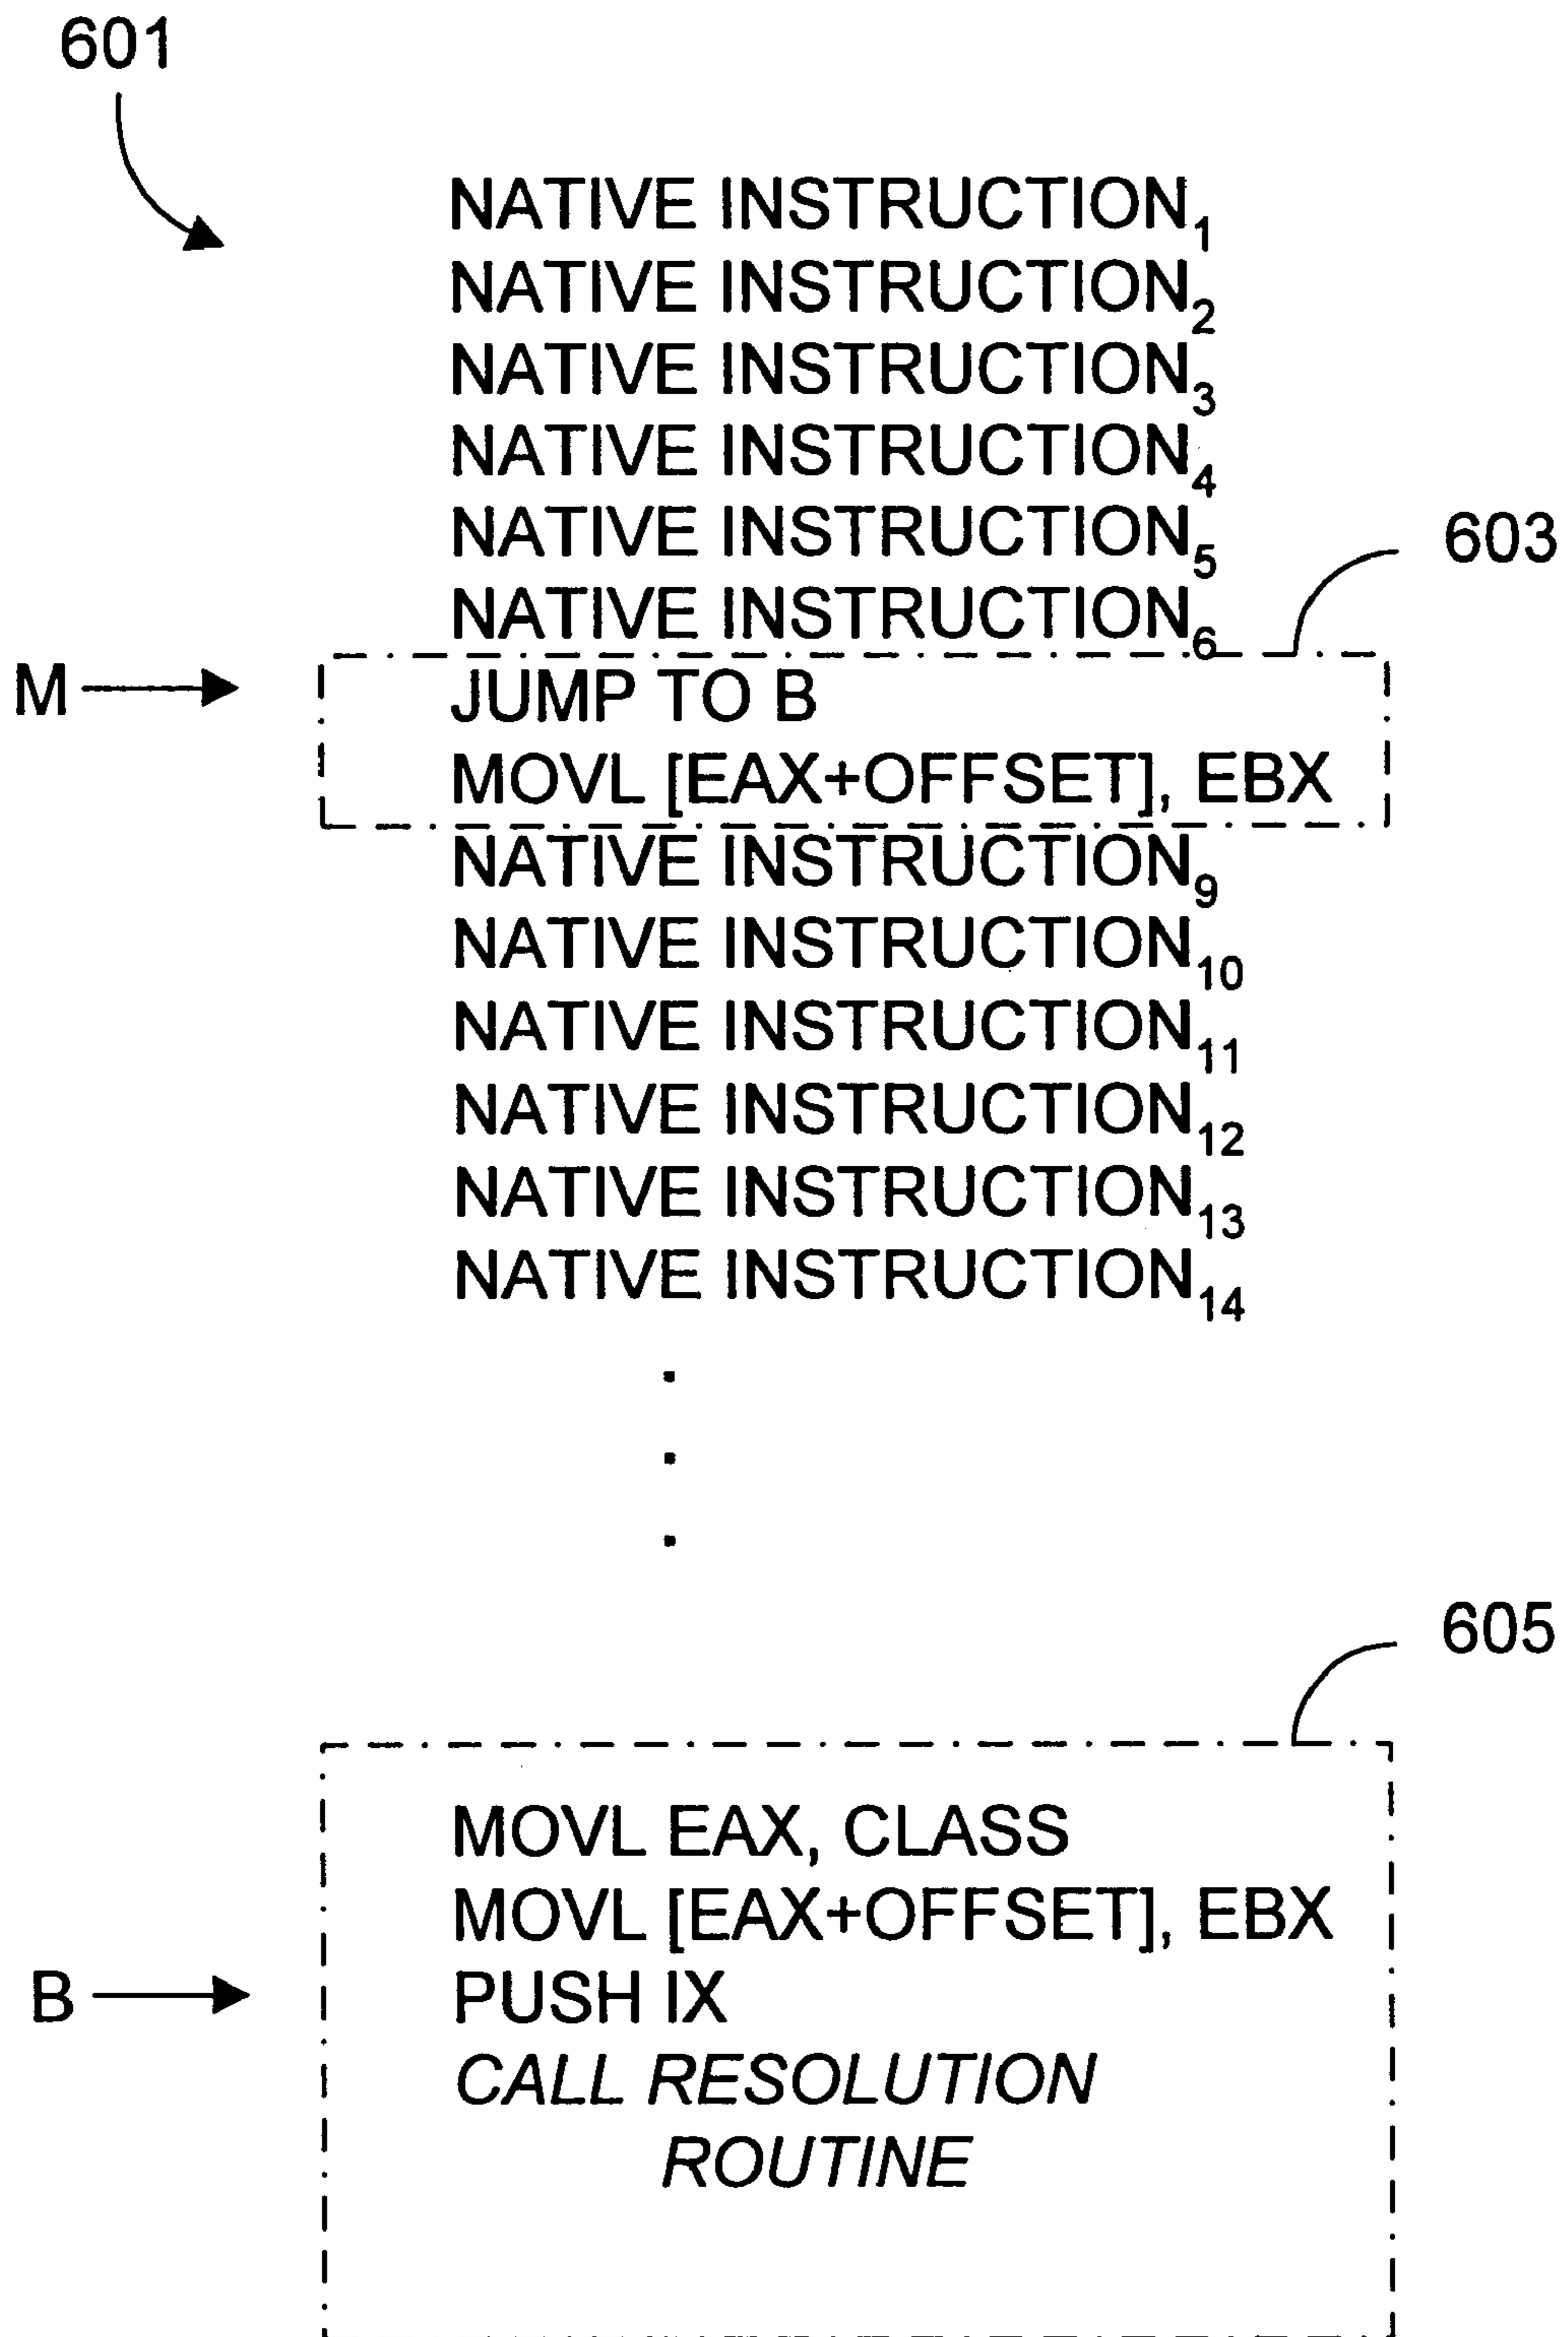 601
NATIVE INSTRUCTION1
NATIVE INSTRUCTION2
NATIVE INSTRUCTION3
NATIVE INSTRUCTION4
NATIVE INSTRUCTION5
603
NATIVE INSTRUCTION6
M JUMP TO B
MOVL [EAX+OFFSET], EBX
NATIVE INSTRUCTION9
NATIVE INSTRUCTION10
NATIVE INSTRUCTION11
NATIVE INSTRUCTION12
NATIVE INSTRUCTION13
NATIVE INSTRUCTION14
.
.
.
605
MOVL EAX, CLASS
MOVL [EAX+OFFSET], EBX
B PUSH IX
CALL RESOLUTION
ROUTINE